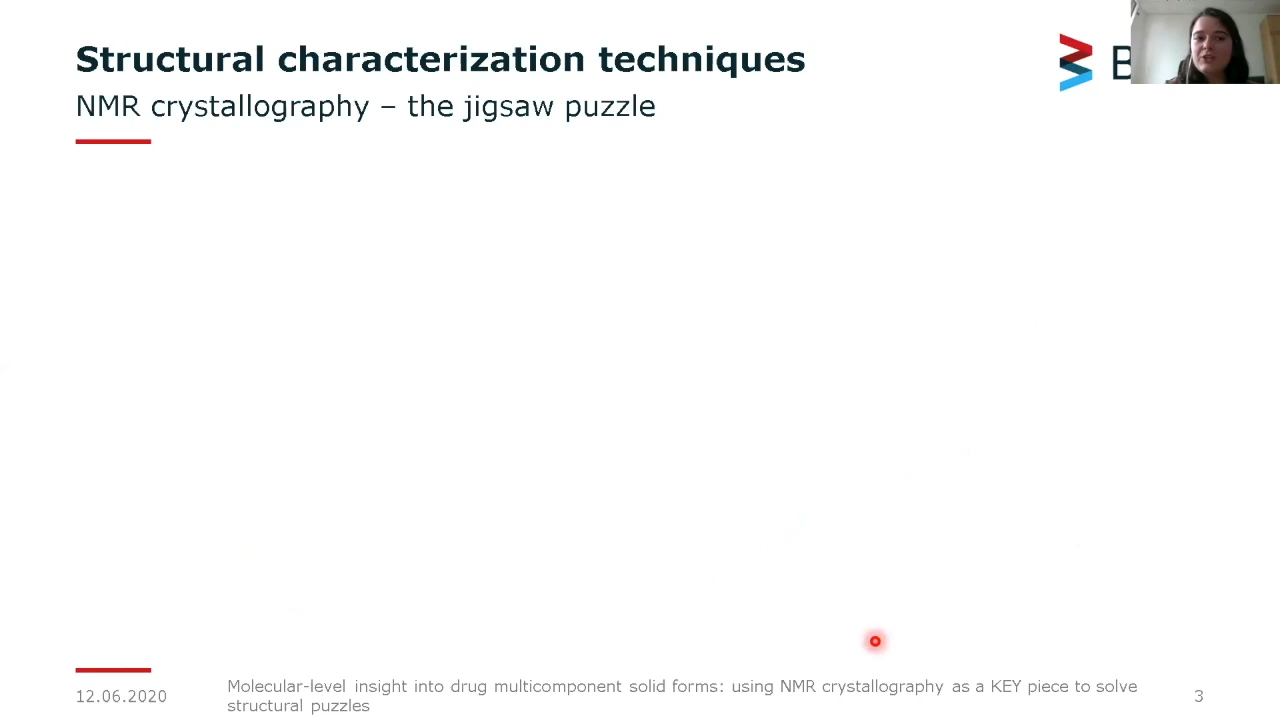 Structural characterization techniques
NMR crystallography – the jigsaw puzzle
B
12.06.2020
Molecular-level insight into drug multicomponent solid forms: using NMR crystallography as a KEY piece to solve
structural puzzles
3